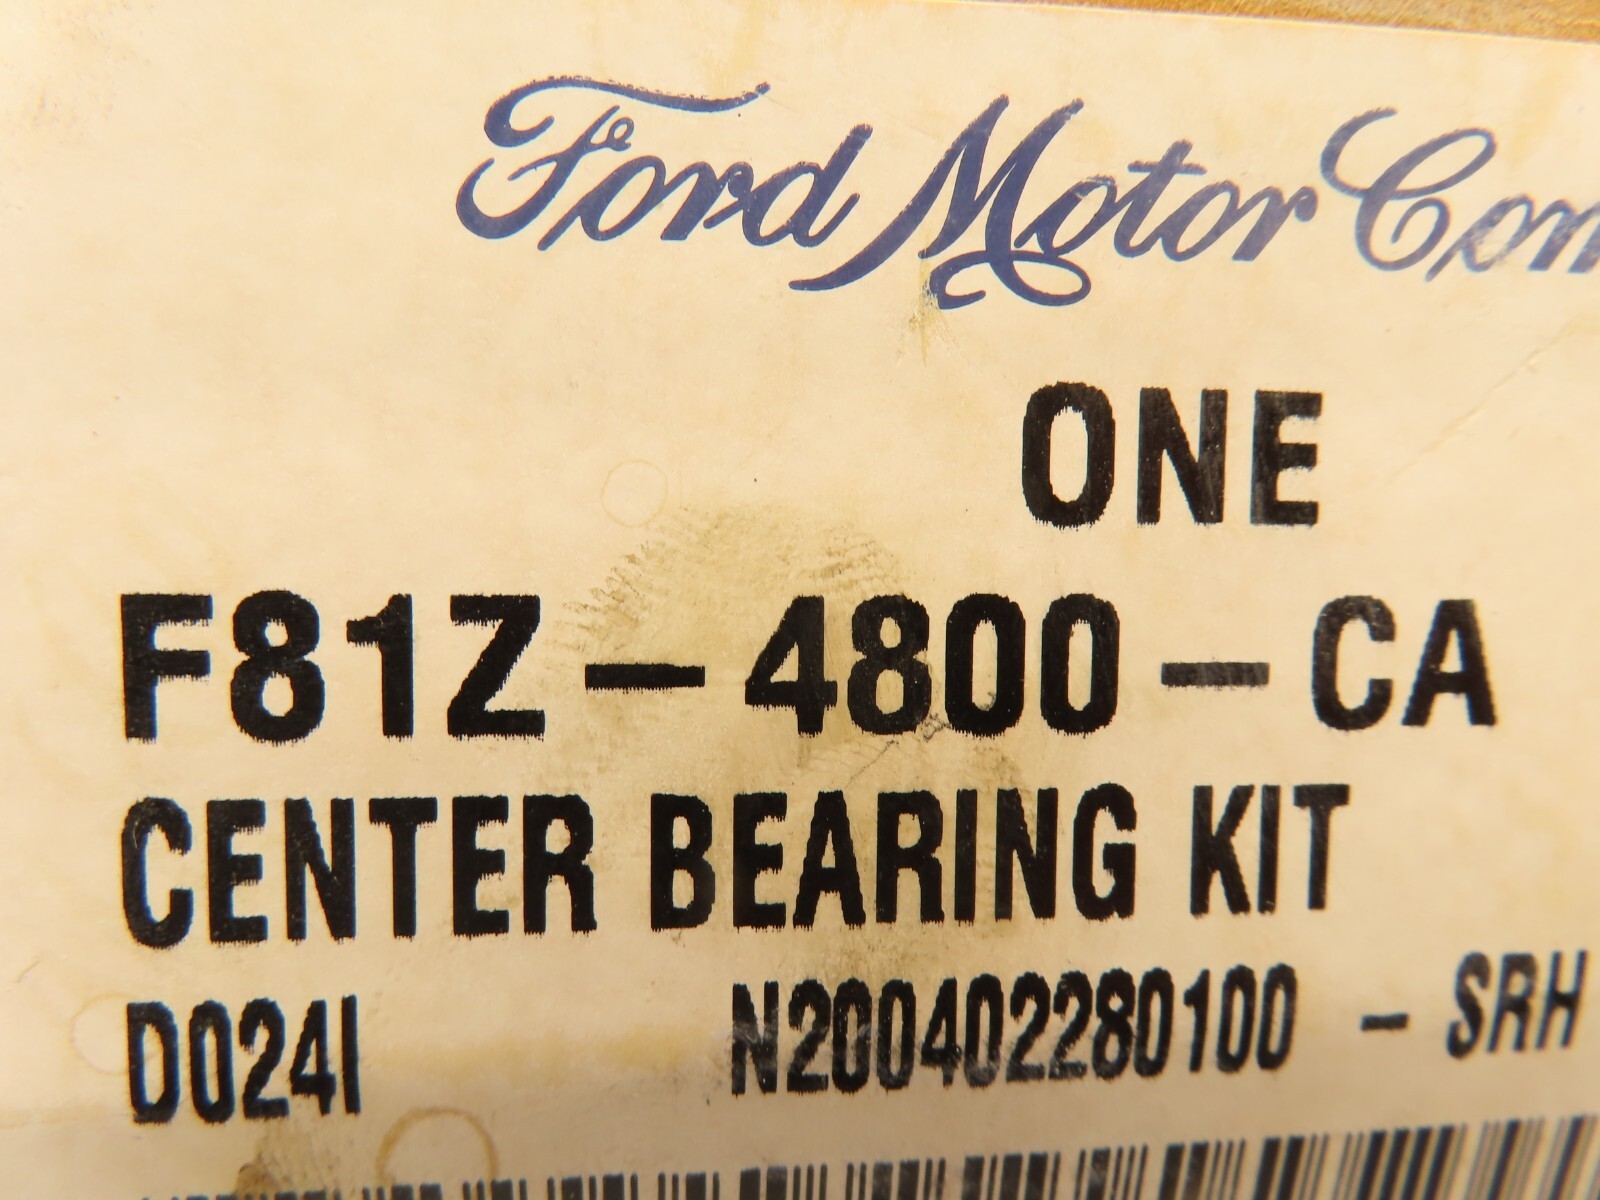 Ford Motor Com
ONE
F81Z-4800-CA
CENTER BEARING KIT
D024I N200402280100 - SRH